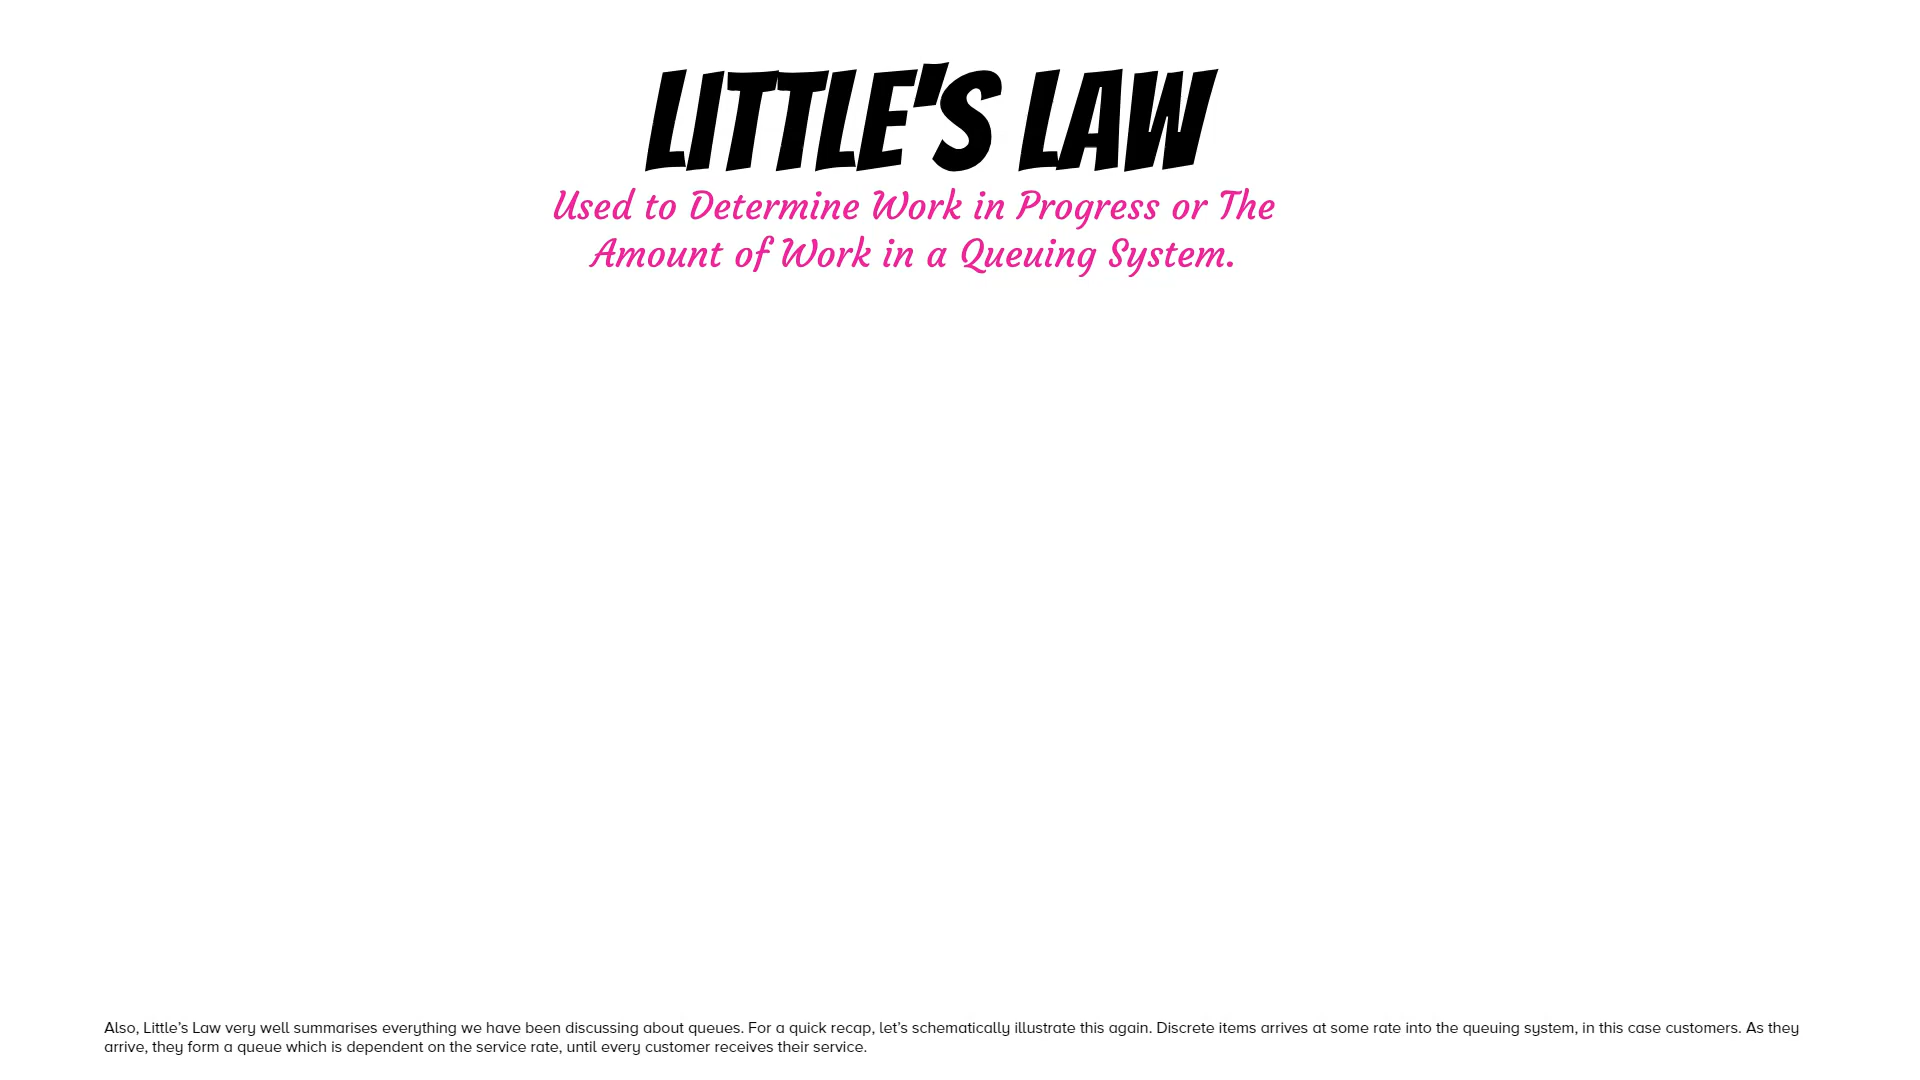 LITTLE'S LAW
Used to Determine Work in Progress or The
Amount of Work in a Queuing System.
Also, Little’s Law very well summarises everything we have been discussing about queues. For a quick recap, let’s schematically illustrate this again. Discrete items arrives at some rate into the queuing system, in this case customers. As they
arrive, they form a queue which is dependent on the service rate, until every customer receives their service.